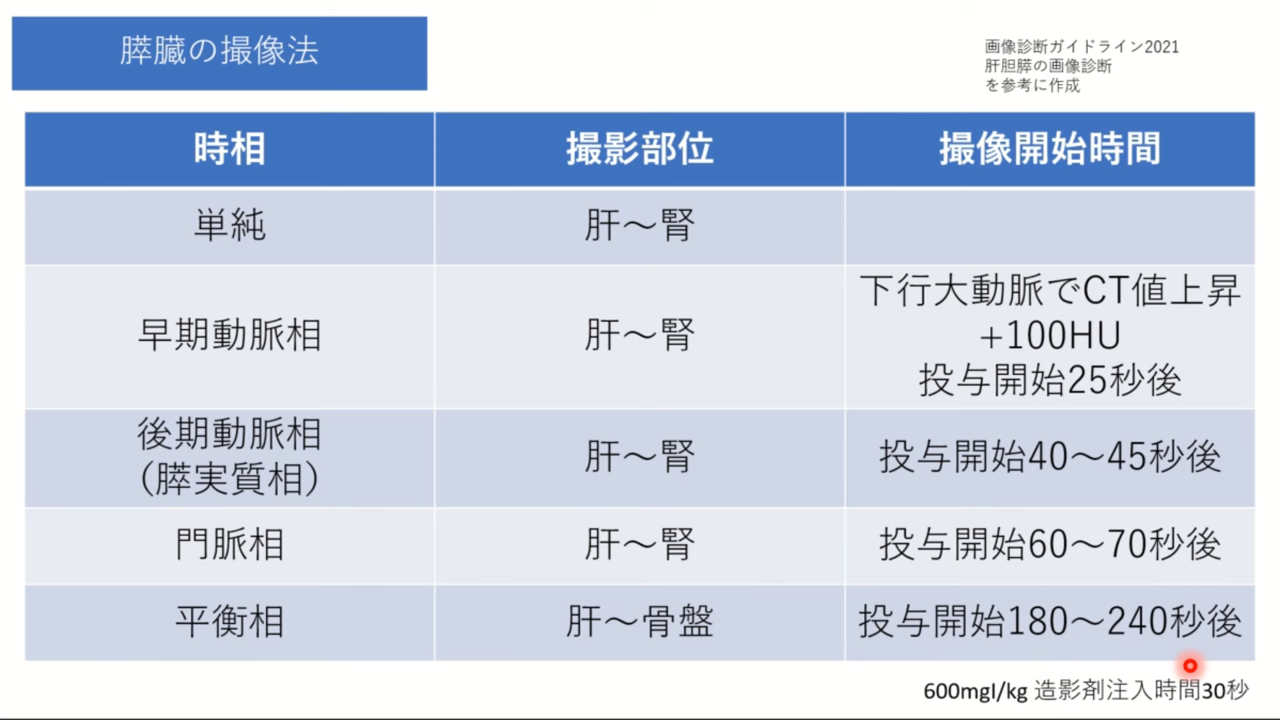 膵臓の撮像法
画像診断ガイドライン2021
肝胆膵の画像診断
を参考に作成
時相 撮影部位 撮像開始時間
単純 肝～腎
早期動脈相 肝～腎 下行大動脈でCT値上昇
+100HU
投与開始25秒後
後期動脈相
(膵実質相) 肝～腎 投与開始40～45秒後
門脈相 肝～腎 投与開始60～70秒後
平衡相 肝～骨盤 投与開始180～240秒後
600mgI/kg 造影剤注入時間30秒